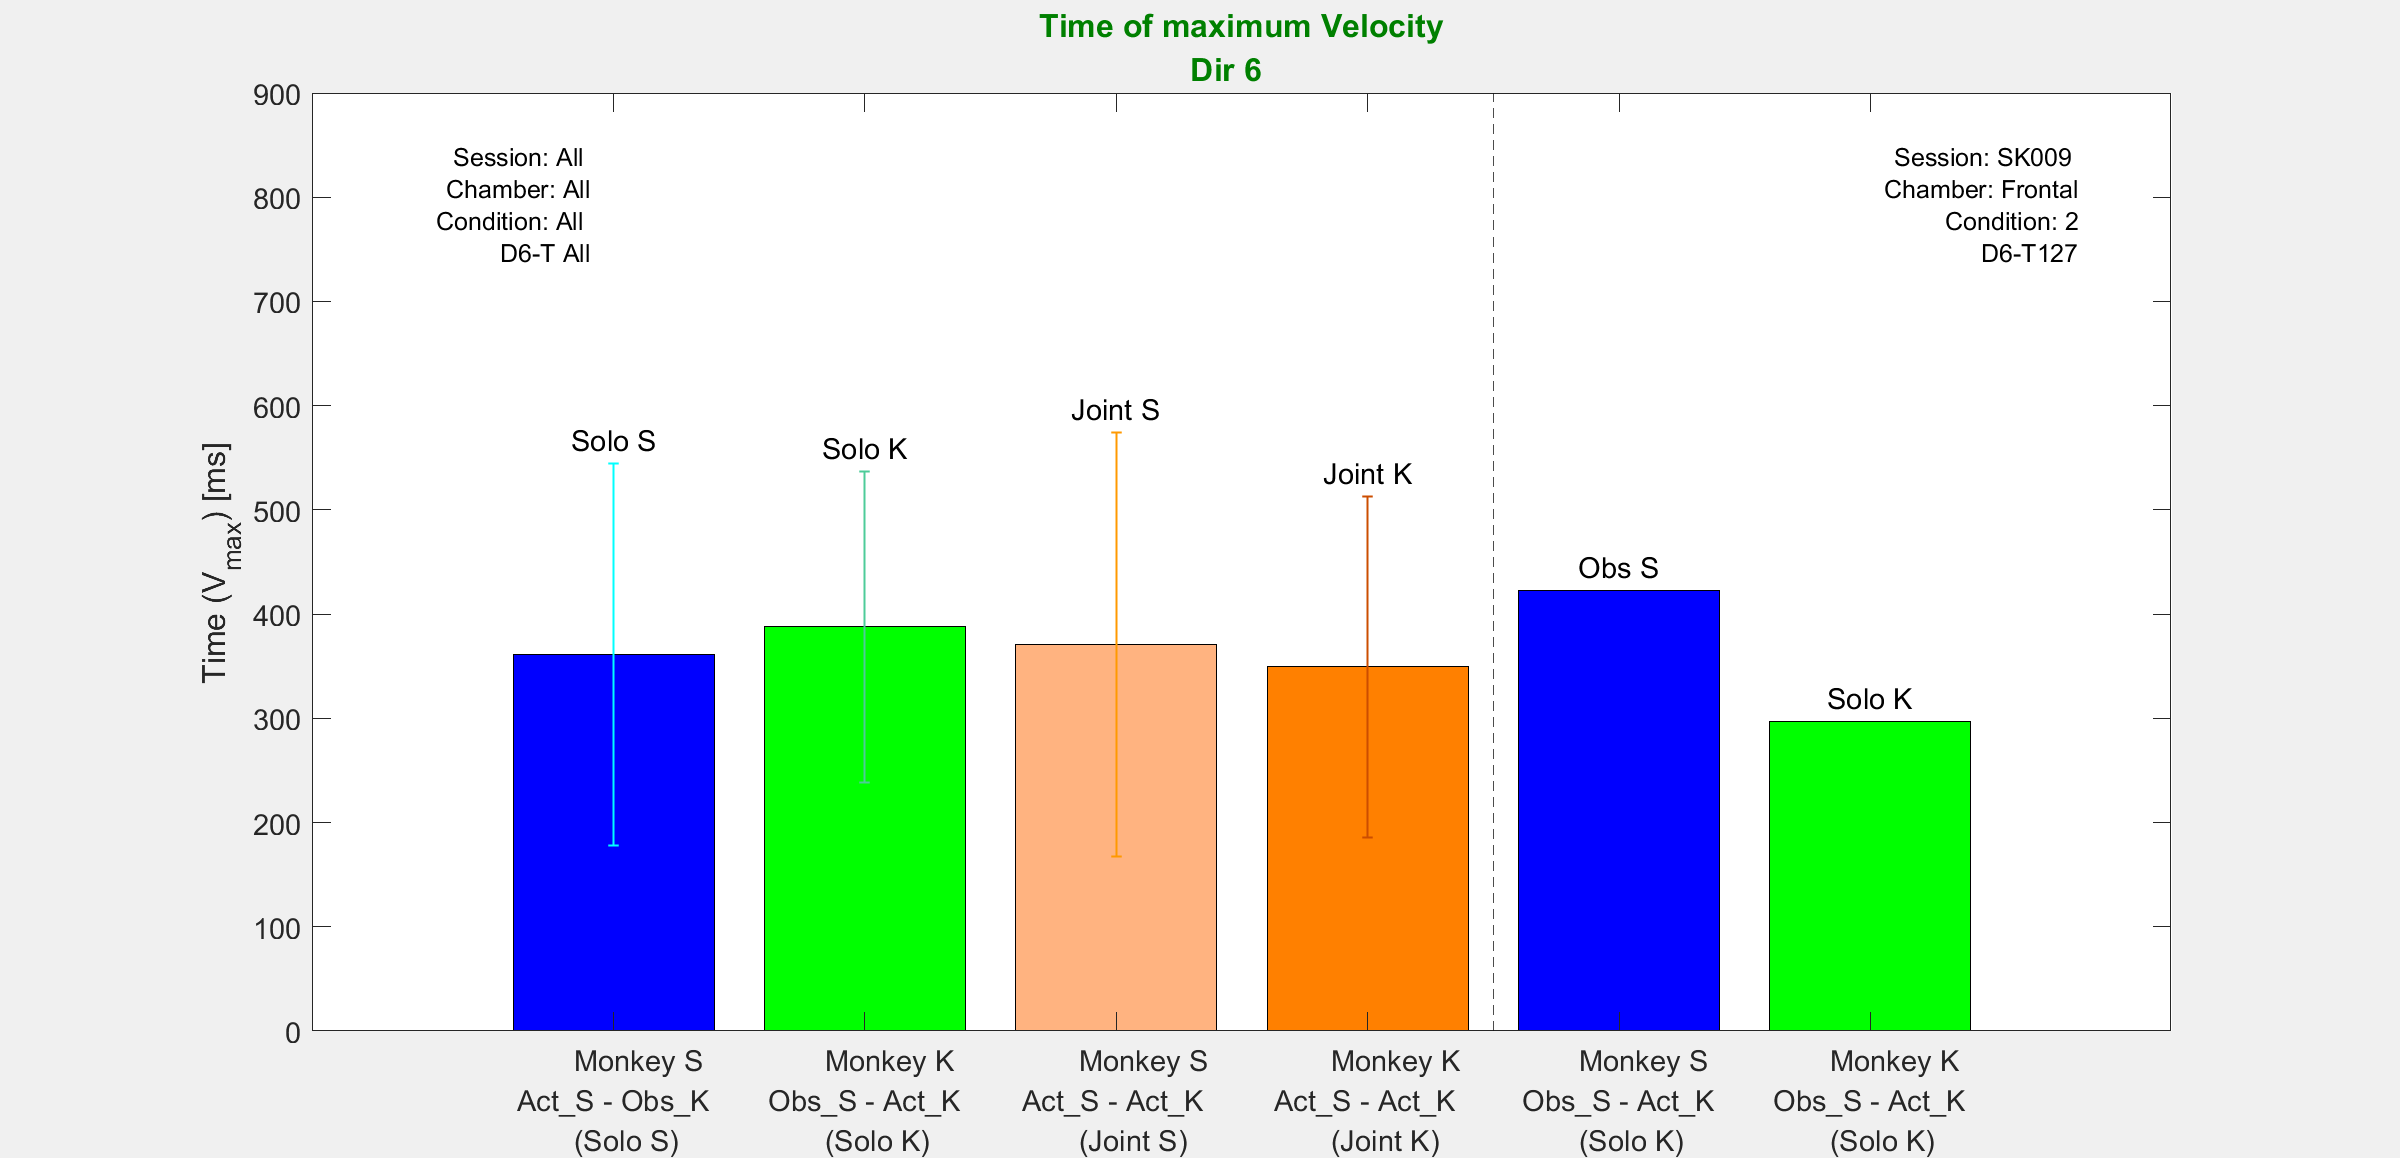 Time of maximum Velocity
Dir 6
900
800
700
600
500
400
300
200
100
0
Time (Vmax) [ms]
Session: All
Chamber: All
Condition: All
D6-T All
Session: SK009
Chamber: Frontal
Condition: 2
D6-T127
Solo S
Solo K
Joint S
Joint K
Obs S
Solo K
Monkey S
Act_S - Obs_K
(Solo S)
Monkey K
Obs_S - Act_K
(Solo K)
Monkey S
Act_S - Act_K
(Joint S)
Monkey K
Act_S - Act_K
(Joint K)
Monkey S
Obs_S - Act_K
(Solo K)
Monkey K
Obs_S - Act_K
(Solo K)